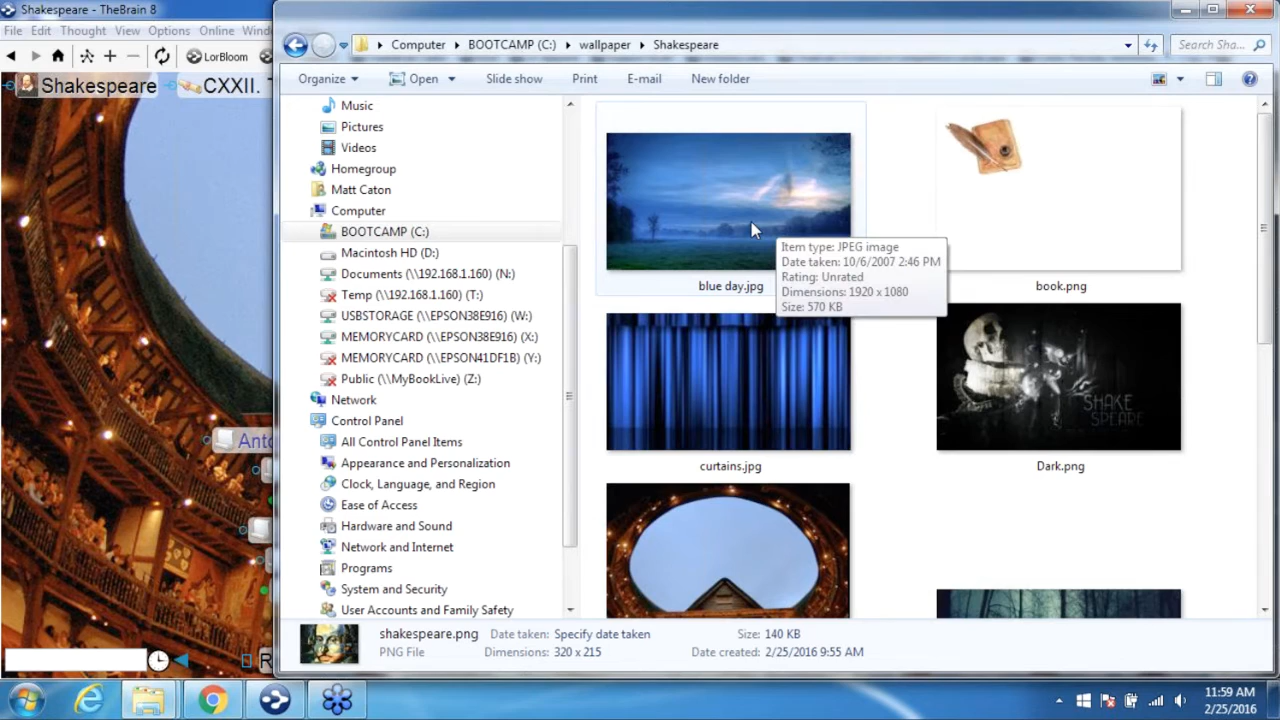 Shakespeare - TheBrain 8
File Edit Thought View Options Online Windo
LorBloom
Shakespeare
CXXII. T
Anto
R
Computer BOOTCAMP (C:) wallpaper Shakespeare
Search Sha...
Organize Open Slide show Print E-mail New folder
Music
Pictures
Videos
Homegroup
Matt Caton
Computer
BOOTCAMP (C:)
Macintosh HD (D:)
Documents (\\192.168.1.160) (N:)
Temp (\\192.168.1.160) (T:)
USBSTORAGE (\\EPSON38E916) (W:)
MEMORYCARD (\\EPSON38E916) (X:)
MEMORYCARD (\\EPSON41DF1B) (Y:)
Public (\\MyBookLive) (Z:)
Network
Control Panel
All Control Panel Items
Appearance and Personalization
Clock, Language, and Region
Ease of Access
Hardware and Sound
Network and Internet
Programs
System and Security
User Accounts and Family Safety
blue day.jpg
Item type: JPEG image
Date taken: 10/6/2007 2:46 PM
Rating: Unrated
Dimensions: 1920 x 1080
Size: 570 KB
book.png
curtains.jpg
SHAKE
SPEARE
Dark.png
shakespeare.png Date taken: Specify date taken Size: 140 KB
PNG File Dimensions: 320 x 215 Date created: 2/25/2016 9:55 AM
11:59 AM
2/25/2016